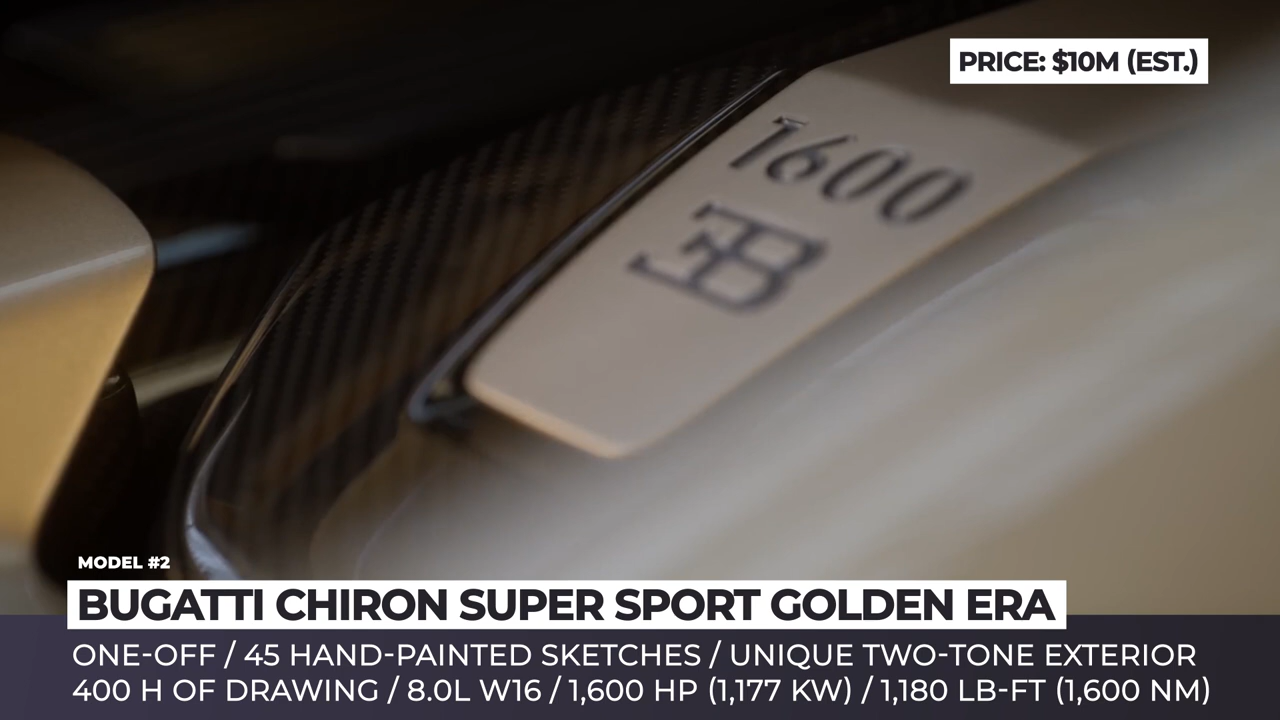 PRICE: $10M (EST.)
1600
EB
MODEL #2
BUGATTI CHIRON SUPER SPORT GOLDEN ERA
ONE-OFF / 45 HAND-PAINTED SKETCHES / UNIQUE TWO-TONE EXTERIOR
400 H OF DRAWING / 8.0L W16 / 1,600 HP (1,177 KW) / 1,180 LB-FT (1,600 NM)